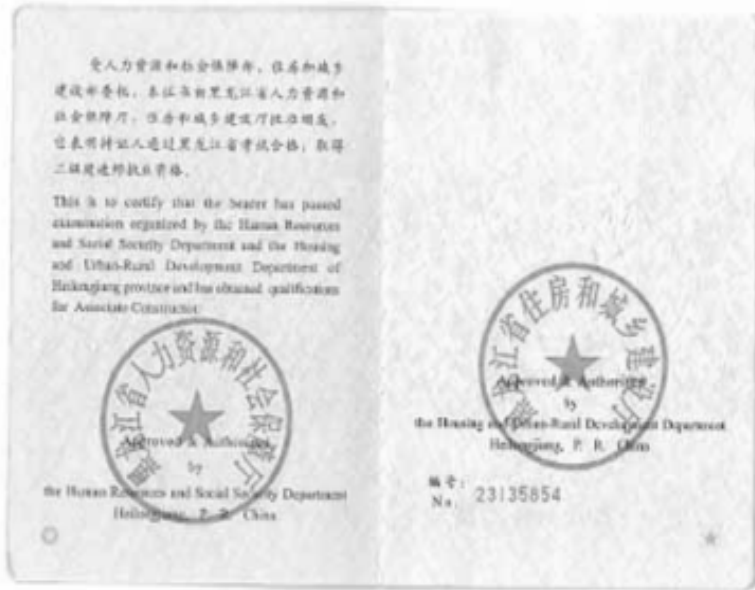 受人力资源和社会保障部、住房和城乡
建设部委托，本证书由黑龙江省人力资源和
社会保障厅、住房和城乡建设厅批准颁发，
它表明持证人通过黑龙江省考试合格，取得
二级建造师执业资格。
This is to certify that the bearer has passed
examination organized by the Human Resources
and Social Security Department and the Housing
and Urban-Rural Development Department of
Heilongjiang province and has obtained qualifications
for Associate Constructor.
黑龙江省人力资源和社会保障厅
Approved & Authorized
by
the Human Resources and Social Security Department
Heilongjiang, P. R. China
黑龙江省住房和城乡建设厅
Approved & Authorized
by
the Housing and Urban-Rural Development Department
Heilongjiang, P. R. China
编号：
No. 23135854